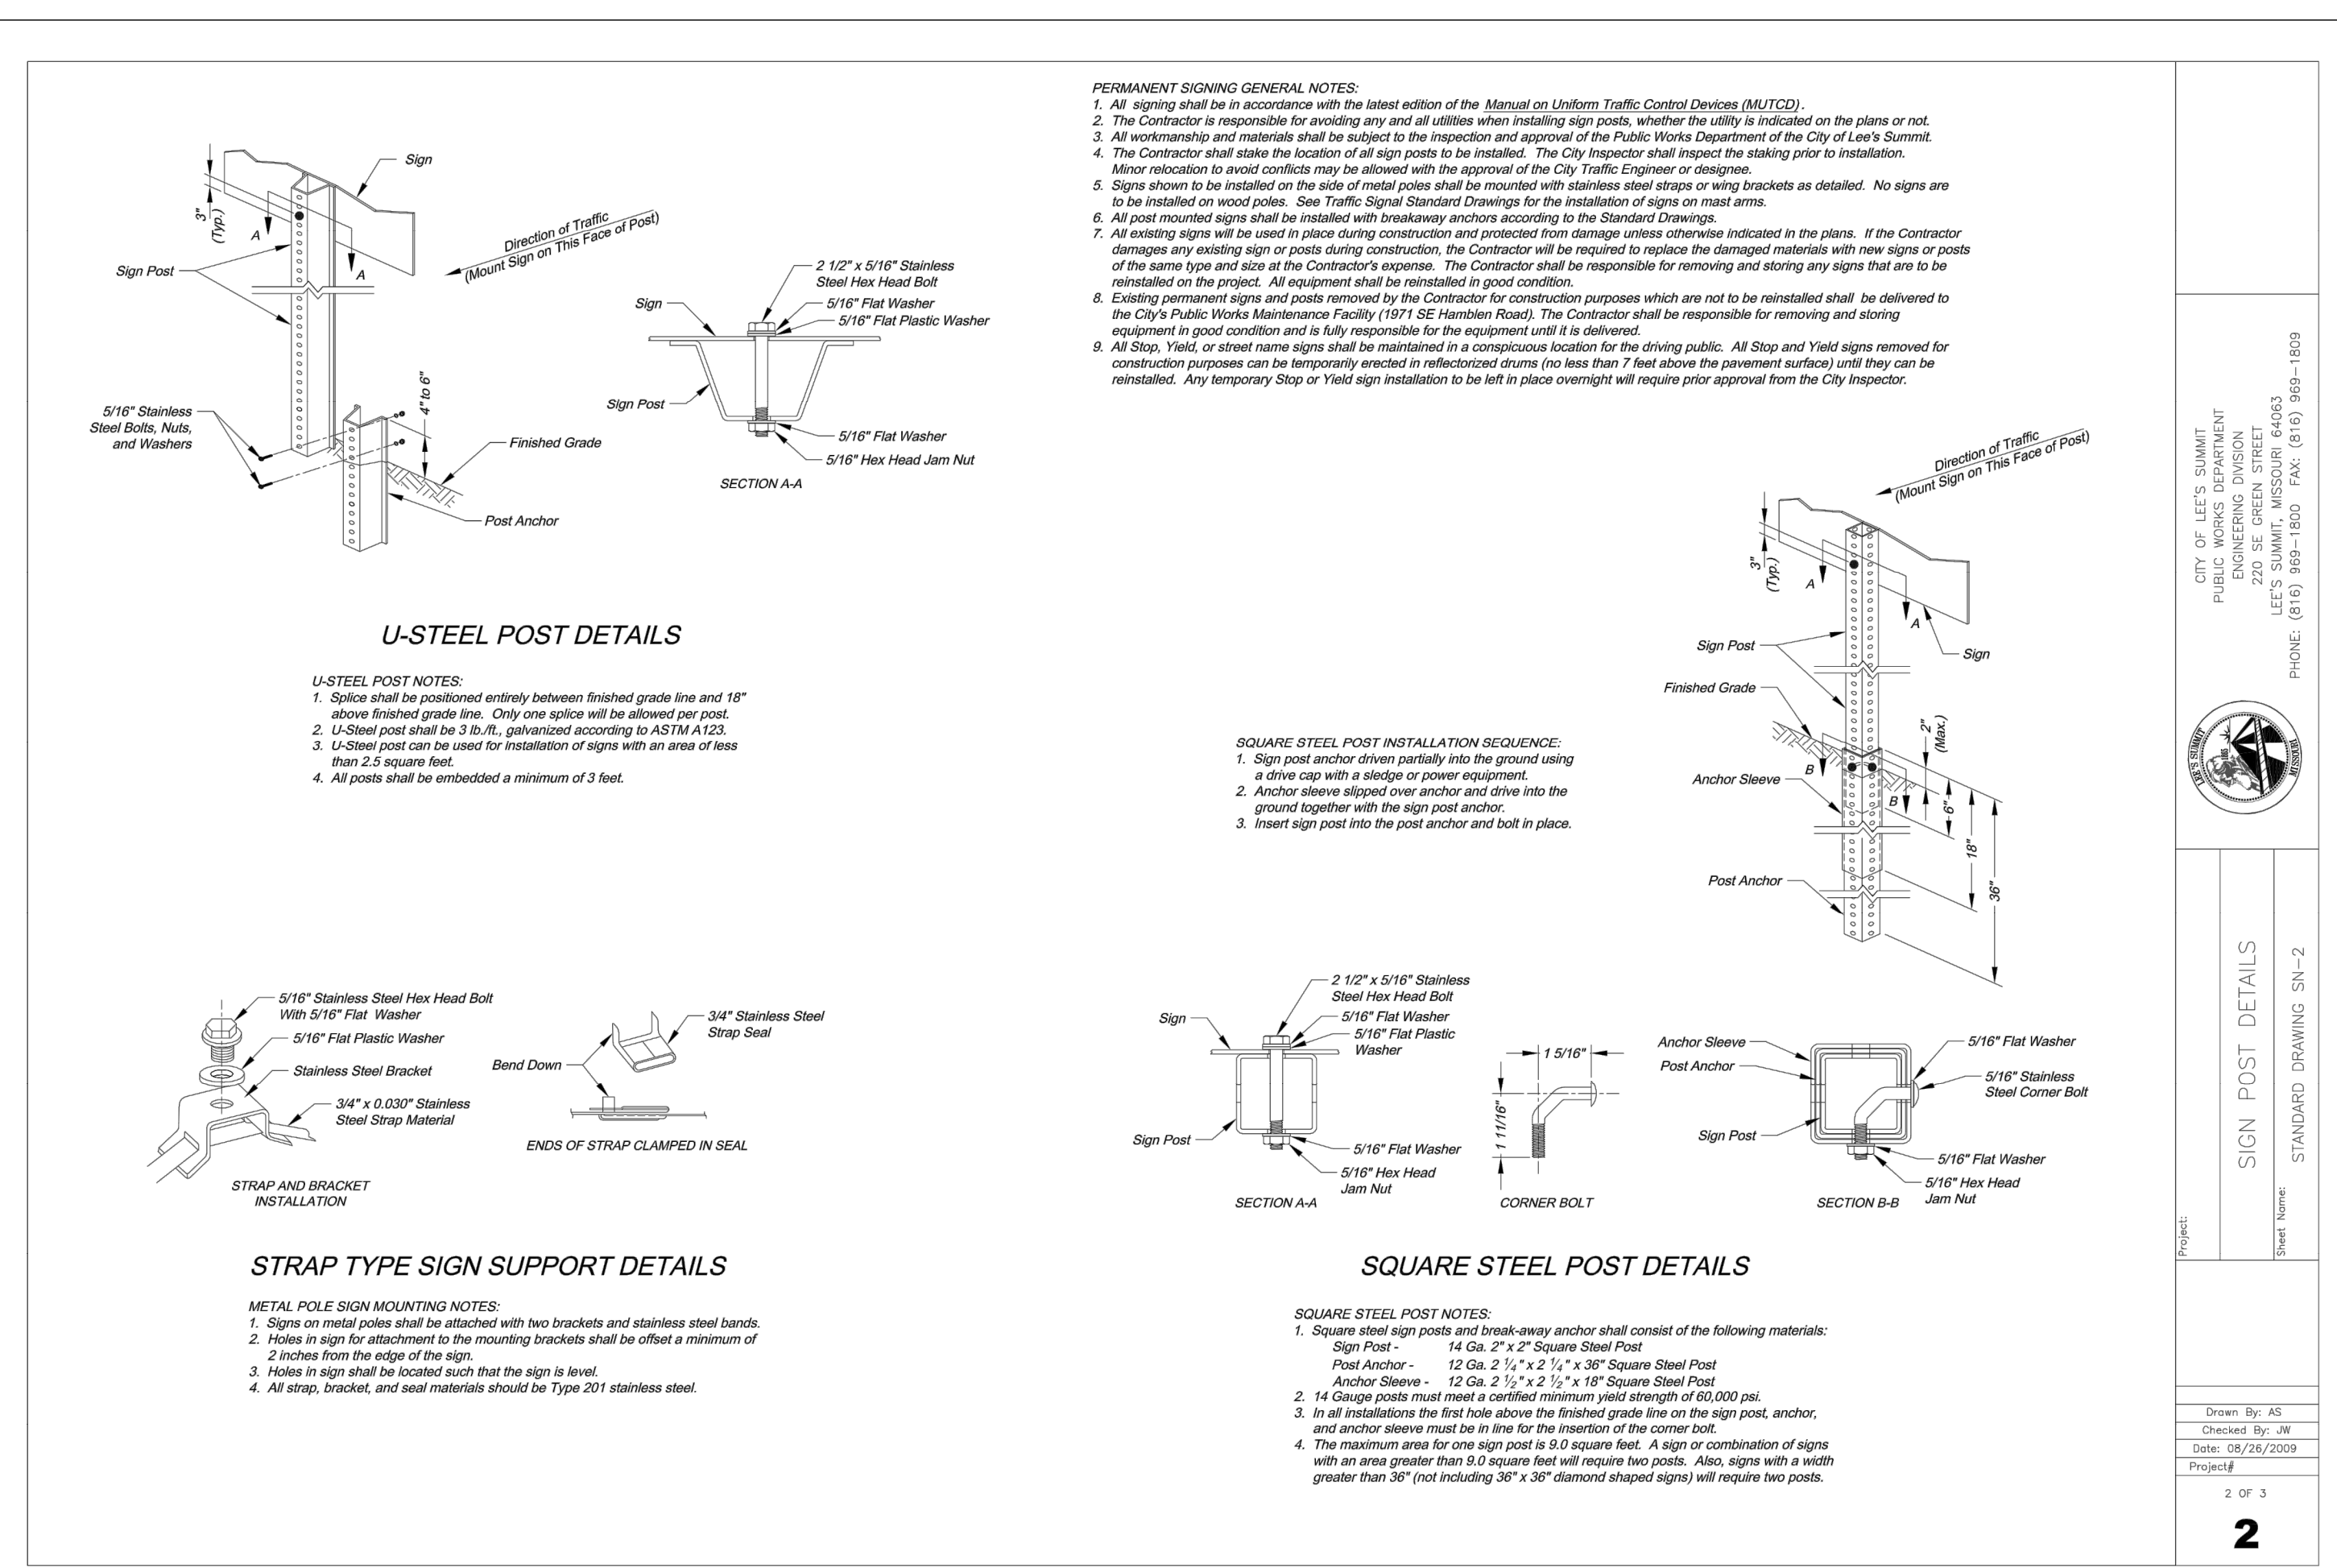 PERMANENT SIGNING GENERAL NOTES:
1. All signing shall be in accordance with the latest edition of the Manual on Uniform Traffic Control Devices (MUTCD).
2. The Contractor is responsible for avoiding any and all utilities when installing sign posts, whether the utility is indicated on the plans or not.
3. All workmanship and materials shall be subject to the inspection and approval of the Public Works Department of the City of Lee's Summit.
4. The Contractor shall stake the location of all sign posts to be installed. The City Inspector shall inspect the staking prior to installation.
Minor relocation to avoid conflicts may be allowed with the approval of the City Traffic Engineer or designee.
5. Signs shown to be installed on the side of metal poles shall be mounted with stainless steel straps or wing brackets as detailed. No signs are
to be installed on wood poles. See Traffic Signal Standard Drawings for the installation of signs on mast arms.
6. All post mounted signs shall be installed with breakaway anchors according to the Standard Drawings.
7. All existing signs will be used in place during construction and protected from damage unless otherwise indicated in the plans. If the Contractor
damages any existing sign or posts during construction, the Contractor will be required to replace the damaged materials with new signs or posts
of the same type and size at the Contractor's expense. The Contractor shall be responsible for removing and storing any signs that are to be
reinstalled on the project. All equipment shall be reinstalled in good condition.
8. Existing permanent signs and posts removed by the Contractor for construction purposes which are not to be reinstalled shall be delivered to
the City's Public Works Maintenance Facility (1971 SE Hamblen Road). The Contractor shall be responsible for removing and storing
equipment in good condition and is fully responsible for the equipment until it is delivered.
9. All Stop, Yield, or street name signs shall be maintained in a conspicuous location for the driving public. All Stop and Yield signs removed for
construction purposes can be temporarily erected in reflectorized drums (no less than 7 feet above the pavement surface) until they can be
reinstalled. Any temporary Stop or Yield sign installation to be left in place overnight will require prior approval from the City Inspector.
Sign
3"
(Typ.)
A
A
Direction of Traffic
(Mount Sign on This Face of Post)
Sign Post
5/16" Stainless
Steel Bolts, Nuts,
and Washers
4" to 6"
Finished Grade
Post Anchor
2 1/2" x 5/16" Stainless
Steel Hex Head Bolt
5/16" Flat Washer
5/16" Flat Plastic Washer
Sign
Sign Post
5/16" Flat Washer
5/16" Hex Head Jam Nut
SECTION A-A
U-STEEL POST DETAILS
U-STEEL POST NOTES:
1. Splice shall be positioned entirely between finished grade line and 18"
above finished grade line. Only one splice will be allowed per post.
2. U-Steel post shall be 3 lb./ft., galvanized according to ASTM A123.
3. U-Steel post can be used for installation of signs with an area of less
than 2.5 square feet.
4. All posts shall be embedded a minimum of 3 feet.
SQUARE STEEL POST INSTALLATION SEQUENCE:
1. Sign post anchor driven partially into the ground using
a drive cap with a sledge or power equipment.
2. Anchor sleeve slipped over anchor and drive into the
ground together with the sign post anchor.
3. Insert sign post into the post anchor and bolt in place.
Direction of Traffic
(Mount Sign on This Face of Post)
3"
(Typ.)
A
A
Sign Post
Sign
Finished Grade
2"
(Max.)
B
B
Anchor Sleeve
6"
18"
36"
Post Anchor
5/16" Stainless Steel Hex Head Bolt
With 5/16" Flat Washer
5/16" Flat Plastic Washer
Stainless Steel Bracket
3/4" x 0.030" Stainless
Steel Strap Material
STRAP AND BRACKET
INSTALLATION
3/4" Stainless Steel
Strap Seal
Bend Down
ENDS OF STRAP CLAMPED IN SEAL
STRAP TYPE SIGN SUPPORT DETAILS
METAL POLE SIGN MOUNTING NOTES:
1. Signs on metal poles shall be attached with two brackets and stainless steel bands.
2. Holes in sign for attachment to the mounting brackets shall be offset a minimum of
2 inches from the edge of the sign.
3. Holes in sign shall be located such that the sign is level.
4. All strap, bracket, and seal materials should be Type 201 stainless steel.
2 1/2" x 5/16" Stainless
Steel Hex Head Bolt
5/16" Flat Washer
5/16" Flat Plastic
Washer
Sign
Sign Post
5/16" Flat Washer
5/16" Hex Head
Jam Nut
SECTION A-A
1 5/16"
1 11/16"
CORNER BOLT
Anchor Sleeve
Post Anchor
Sign Post
5/16" Flat Washer
5/16" Stainless
Steel Corner Bolt
5/16" Flat Washer
5/16" Hex Head
Jam Nut
SECTION B-B
SQUARE STEEL POST DETAILS
SQUARE STEEL POST NOTES:
1. Square steel sign posts and break-away anchor shall consist of the following materials:
Sign Post - 14 Ga. 2" x 2" Square Steel Post
Post Anchor - 12 Ga. 2 1/4" x 2 1/4" x 36" Square Steel Post
Anchor Sleeve - 12 Ga. 2 1/2" x 2 1/2" x 18" Square Steel Post
2. 14 Gauge posts must meet a certified minimum yield strength of 60,000 psi.
3. In all installations the first hole above the finished grade line on the sign post, anchor,
and anchor sleeve must be in line for the insertion of the corner bolt.
4. The maximum area for one sign post is 9.0 square feet. A sign or combination of signs
with an area greater than 9.0 square feet will require two posts. Also, signs with a width
greater than 36" (not including 36" x 36" diamond shaped signs) will require two posts.
CITY OF LEE'S SUMMIT
PUBLIC WORKS DEPARTMENT
ENGINEERING DIVISION
220 SE GREEN STREET
LEE'S SUMMIT, MISSOURI 64063
PHONE: (816) 969-1800 FAX: (816) 969-1809
LEE'S SUMMIT
1865
MISSOURI
Project:
SIGN POST DETAILS
Sheet Name:
STANDARD DRAWING SN-2
Drawn By: AS
Checked By: JW
Date: 08/26/2009
Project#
2 OF 3
2